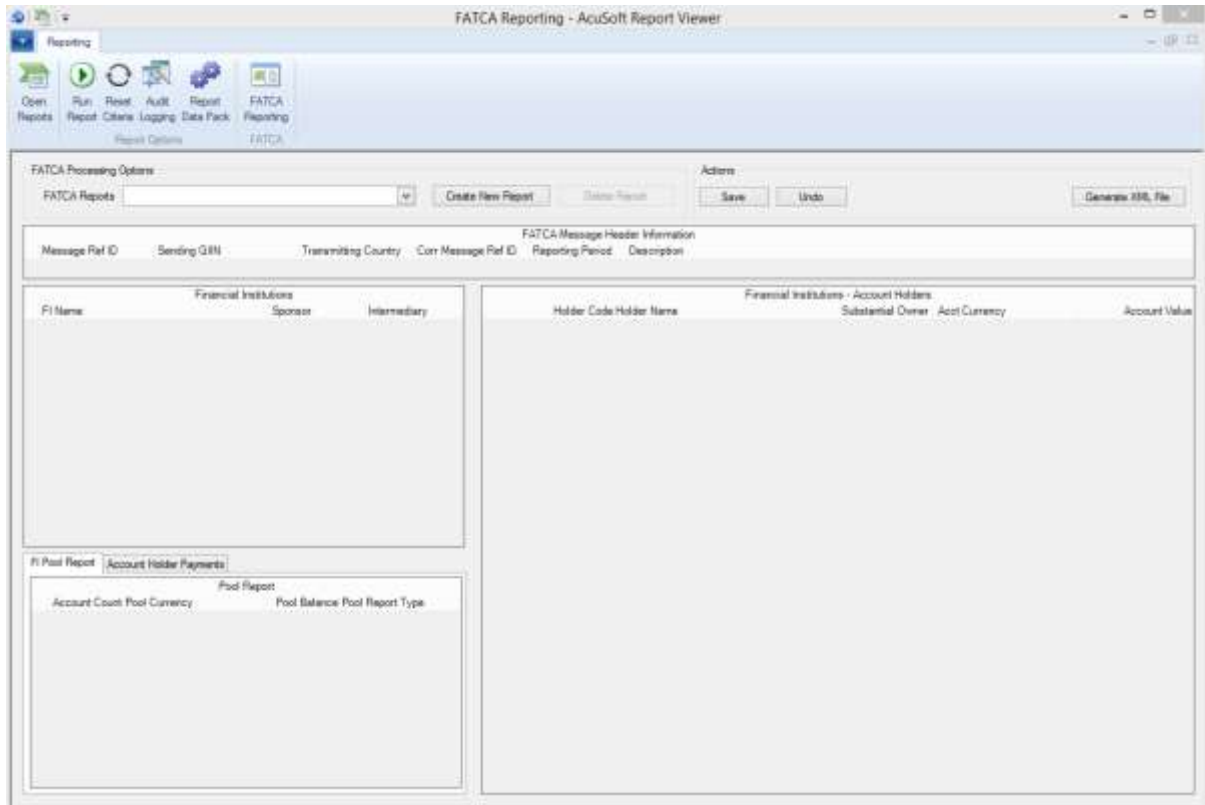 FATCA Reporting - AcuSoft Report Viewer
Reporting
Open Reports
Run Report
Reset Criteria
Audit Logging
Report Data Pack
FATCA Reporting
Report Options
FATCA
FATCA Processing Options
Actions
FATCA Reports
Create New Report
Delete Report
Save
Undo
Generate XML File
FATCA Message Header Information
Message Ref ID Sending GIIN Transmitting Country Corr Message Ref ID Reporting Period Description
Financial Institutions
FI Name Sponsor Intermediary
Financial Institutions - Account Holders
Holder Code Holder Name Substantial Owner Acct Currency Account Value
FI Pool Report
Account Holder Payments
Pool Report
Account Count Pool Currency Pool Balance Pool Report Type